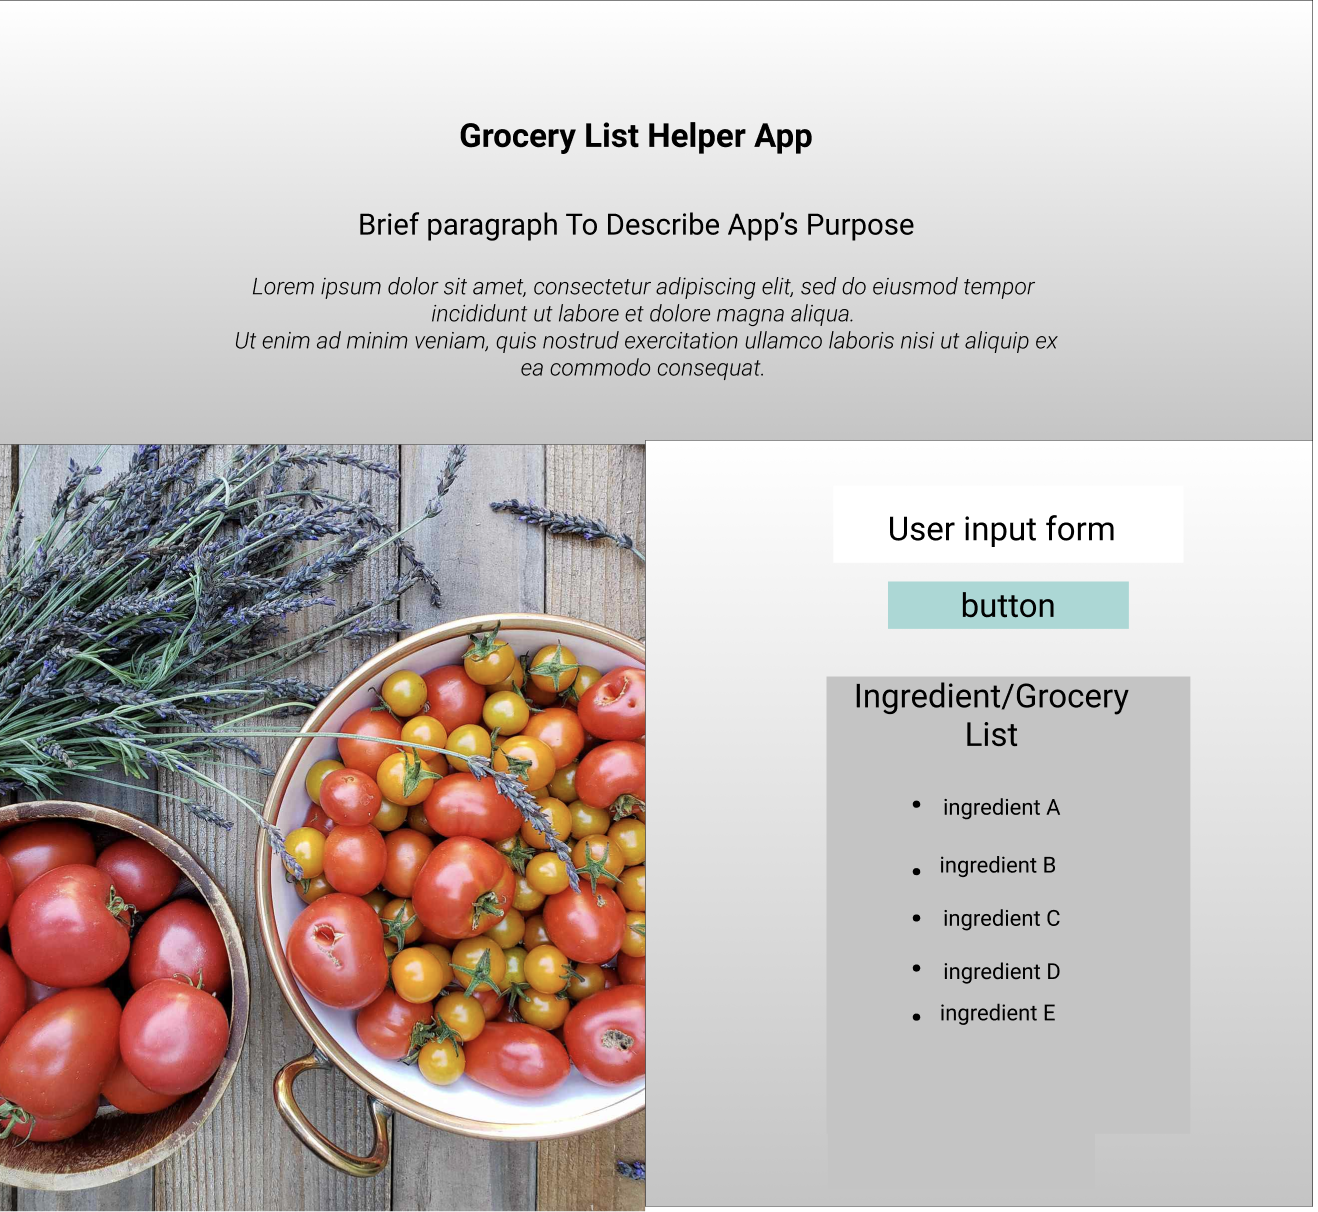 Grocery List Helper App
Brief paragraph To Describe App’s Purpose
Lorem ipsum dolor sit amet, consectetur adipiscing elit, sed do eiusmod tempor
incididunt ut labore et dolore magna aliqua.
Ut enim ad minim veniam, quis nostrud exercitation ullamco laboris nisi ut aliquip ex
ea commodo consequat.
User input form
button
Ingredient/Grocery
List
• ingredient A
• ingredient B
• ingredient C
• ingredient D
• ingredient E